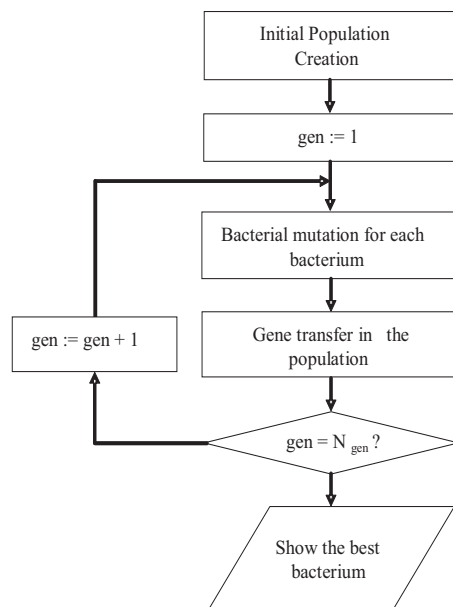 Initial Population
Creation
gen := 1
Bacterial mutation for each
bacterium
gen := gen + 1
Gene transfer in the
population
gen = N gen ?
Show the best
bacterium